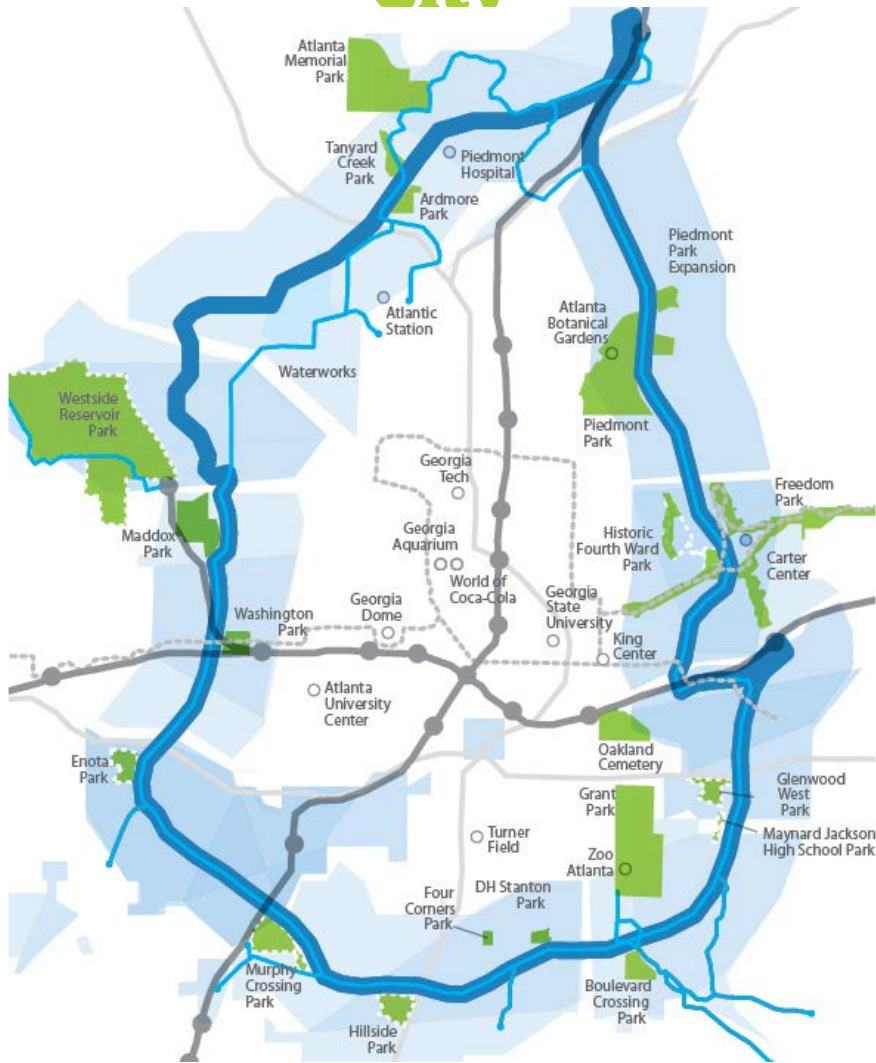 City
Atlanta
Memorial
Park
Tanyard
Creek
Park
Piedmont
Hospital
Ardmore
Park
Piedmont
Park
Expansion
Atlantic
Station
Atlanta
Botanical
Gardens
Waterworks
Westside
Reservoir
Park
Piedmont
Park
Georgia
Tech
Freedom
Park
Maddox
Park
Georgia
Aquarium
Historic
Fourth Ward
Park
Carter
Center
World of
Coca-Cola
Washington
Park
Georgia
Dome
Georgia
State
University
King
Center
Atlanta
University
Center
Oakland
Cemetery
Enota
Park
Grant
Park
Glenwood
West
Park
Turner
Field
Maynard Jackson
High School Park
Zoo
Atlanta
Four
Corners
Park
DH Stanton
Park
Murphy
Crossing
Park
Boulevard
Crossing
Park
Hillside
Park